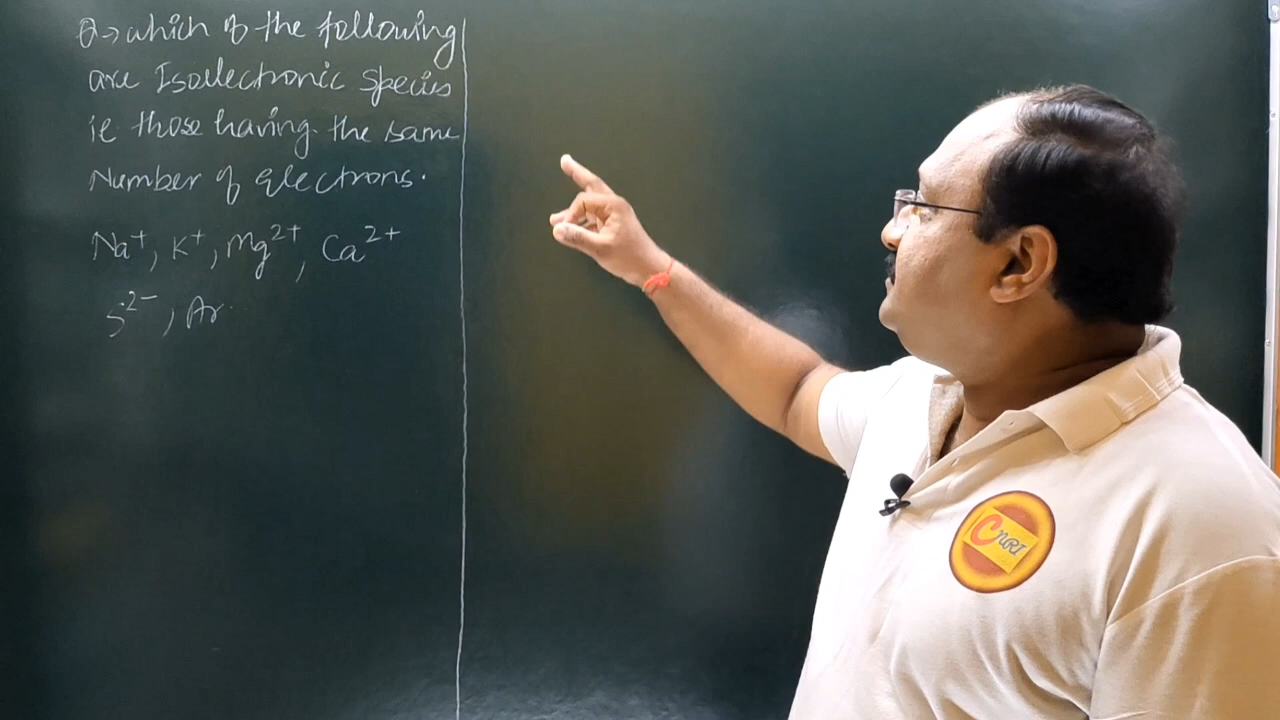 Q→ which of the following
are Isoelectronic Species
ie those having the same
Number of electrons.
Na⁺, K⁺, Mg²⁺, Ca²⁺
S²⁻, Ar.
CNRI